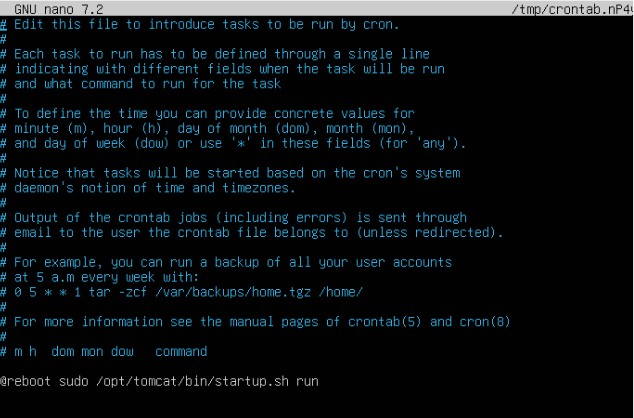 GNU nano 7.2 /tmp/crontab.nP4
# Edit this file to introduce tasks to be run by cron.
#
# Each task to run has to be defined through a single line
# indicating with different fields when the task will be run
# and what command to run for the task
#
# To define the time you can provide concrete values for
# minute (m), hour (h), day of month (dom), month (mon),
# and day of week (dow) or use '*' in these fields (for 'any').
#
# Notice that tasks will be started based on the cron's system
# daemon's notion of time and timezones.
#
# Output of the crontab jobs (including errors) is sent through
# email to the user the crontab file belongs to (unless redirected).
#
# For example, you can run a backup of all your user accounts
# at 5 a.m every week with:
# 0 5 * * 1 tar -zcf /var/backups/home.tgz /home/
#
# For more information see the manual pages of crontab(5) and cron(8)
#
# m h  dom mon dow   command
@reboot sudo /opt/tomcat/bin/startup.sh run